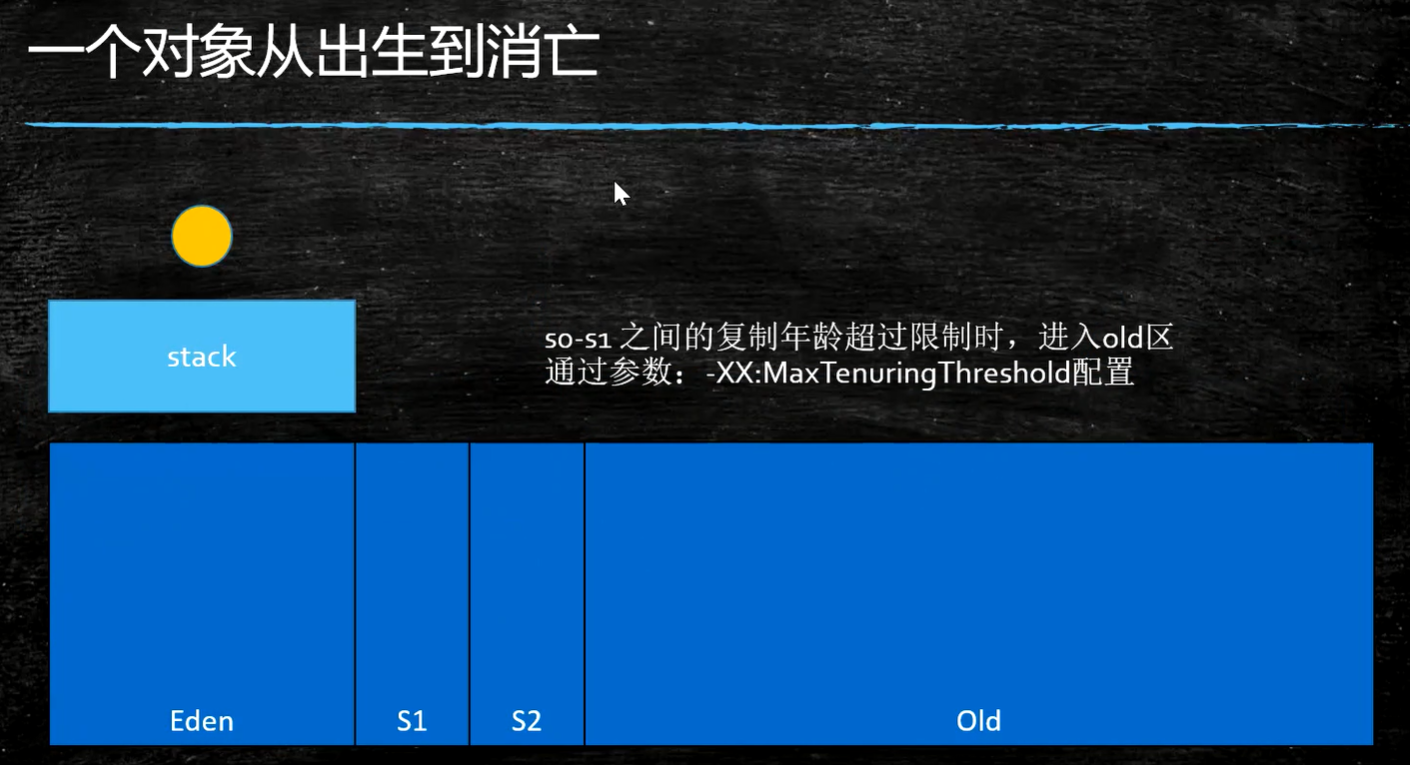 一个对象从出生到消亡
stack
s0-s1 之间的复制年龄超过限制时，进入old区
通过参数：-XX:MaxTenuringThreshold配置
Eden
S1
S2
Old